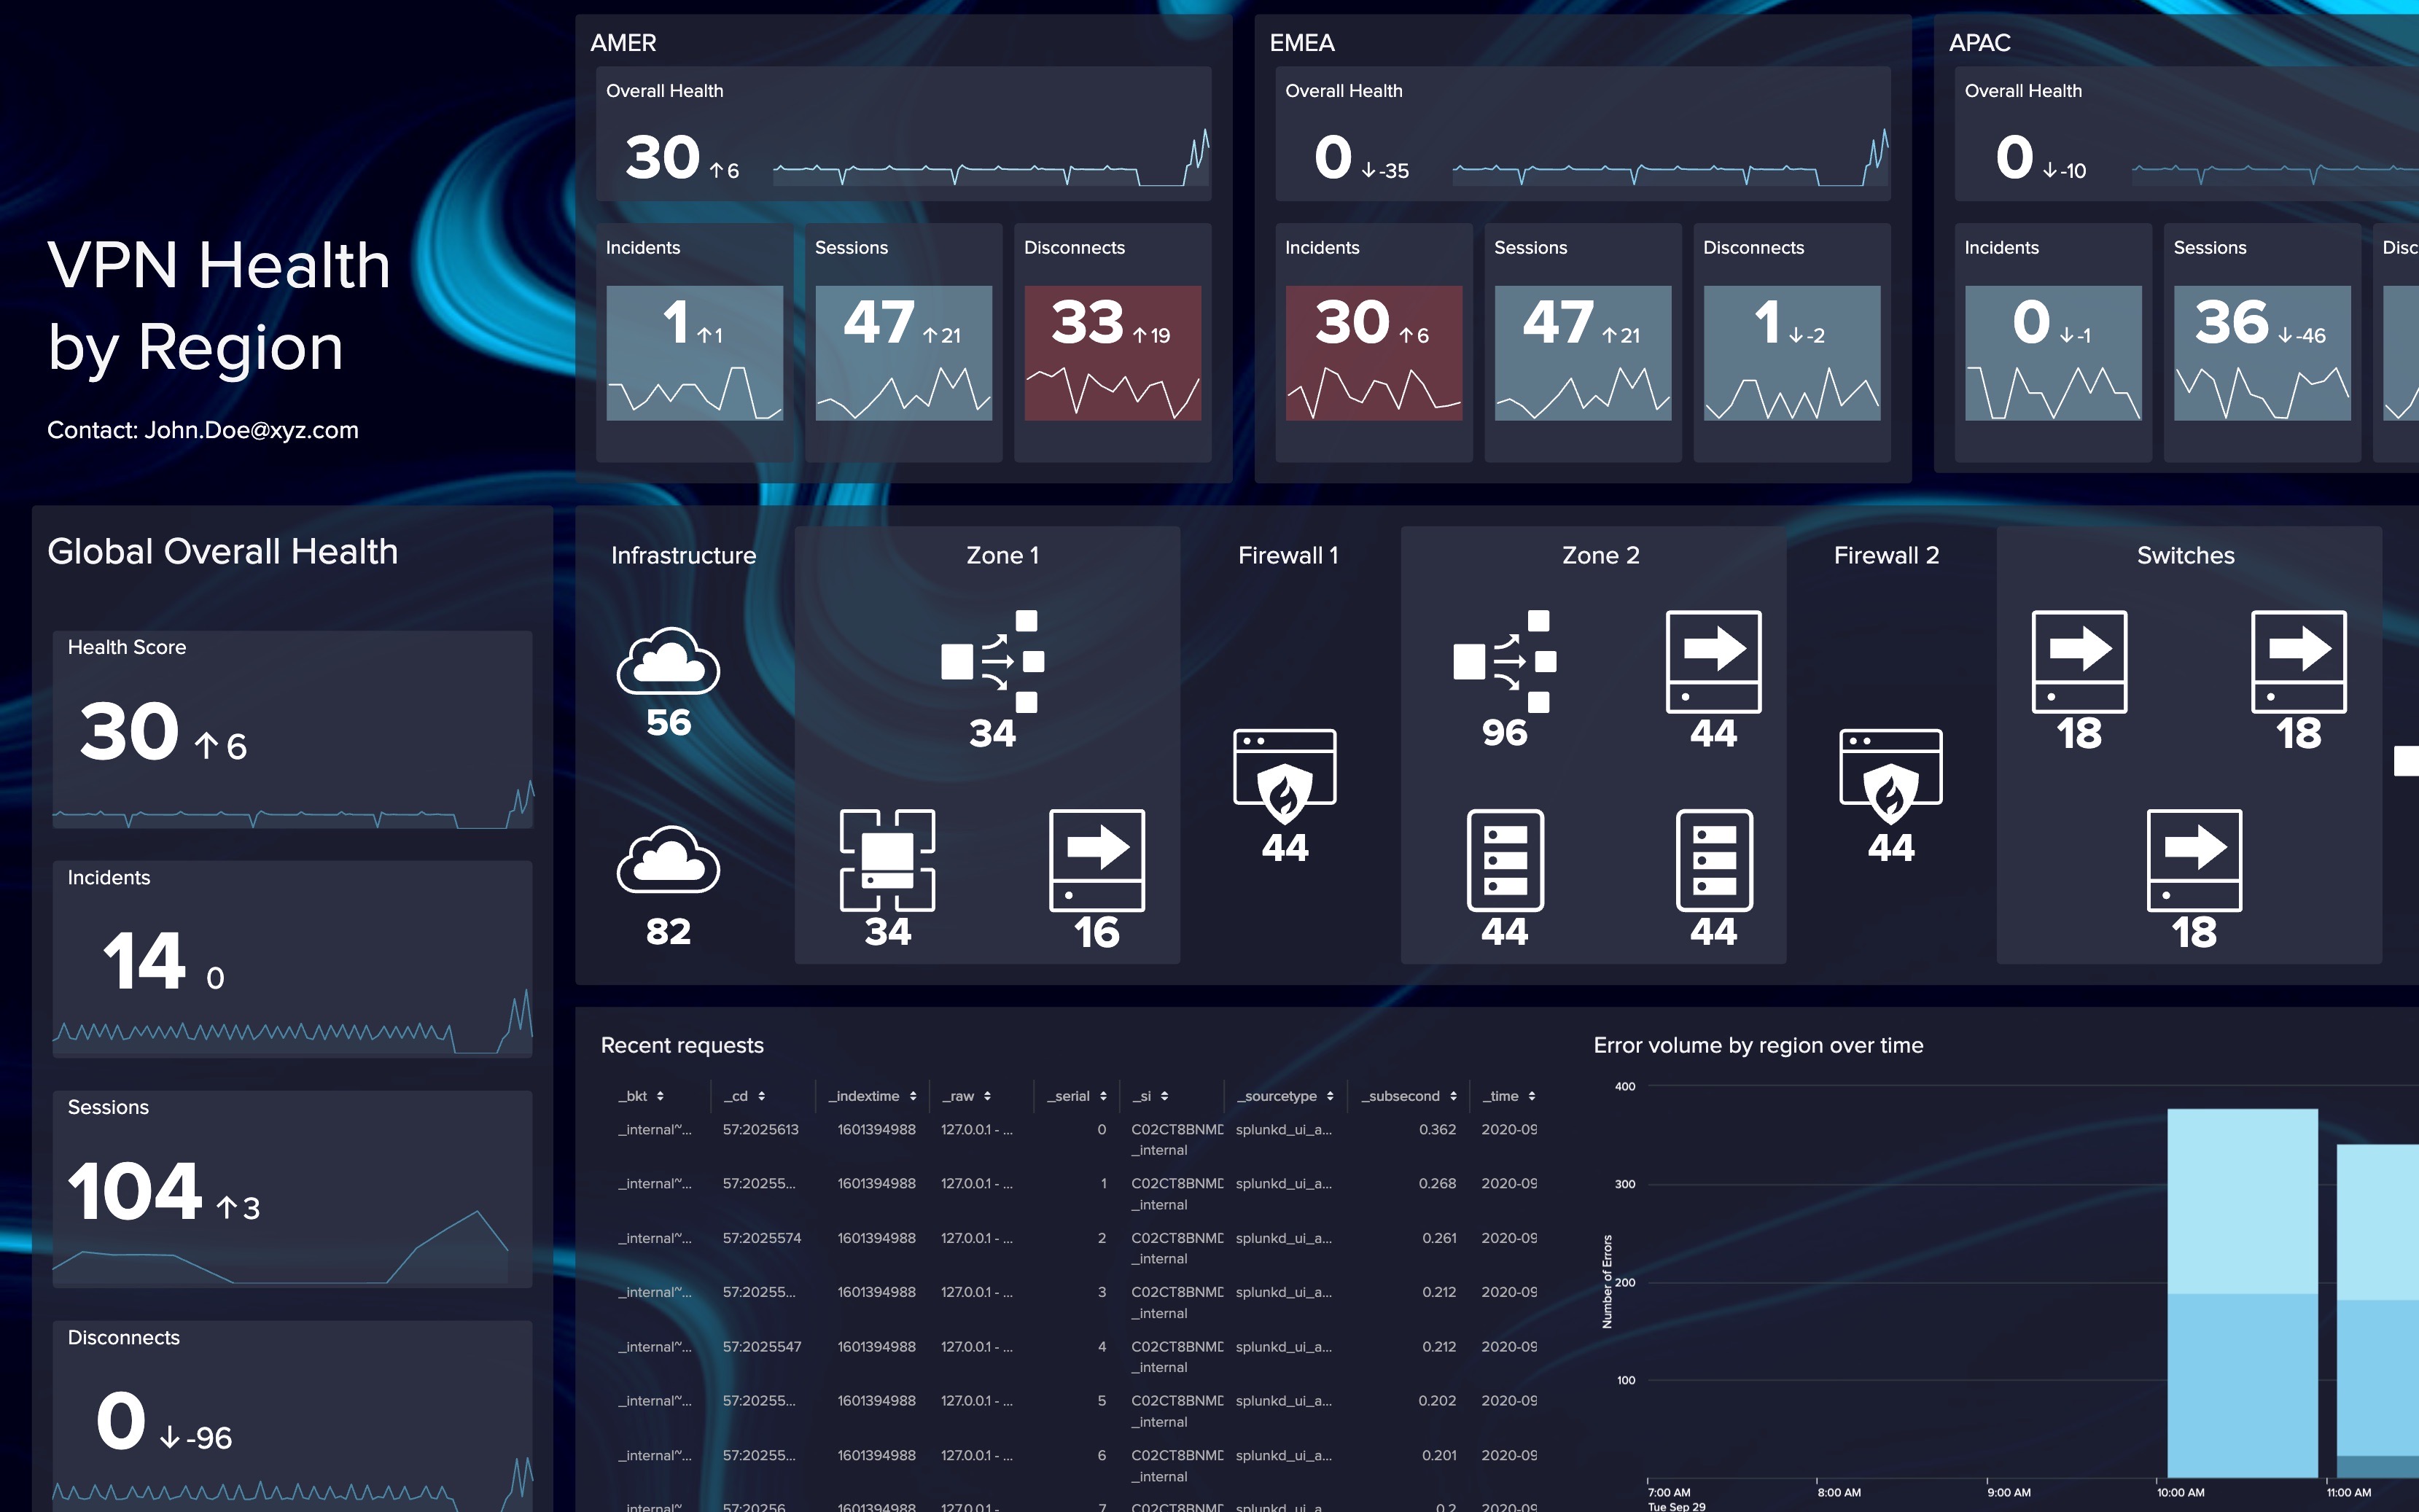 VPN Health
by Region
Contact: John.Doe@xyz.com
AMER
Overall Health
30 ↑6
Incidents
1 ↑1
Sessions
47 ↑21
Disconnects
33 ↑19
EMEA
Overall Health
0 ↓-35
Incidents
30 ↑6
Sessions
47 ↑21
Disconnects
1 ↓-2
APAC
Overall Health
0 ↓-10
Incidents
0 ↓-1
Sessions
36 ↓-46
Disc
Global Overall Health
Health Score
30 ↑6
Incidents
14 0
Sessions
104 ↑3
Disconnects
0 ↓-96
Infrastructure
56
82
Zone 1
34
34 16
Firewall 1
44
Zone 2
96 44
44 44
Firewall 2
44
Switches
18 18
18
Recent requests
_bkt _cd _indextime _raw _serial _si _sourcetype _subsecond _time
_internal~... 57:2025613 1601394988 127.0.0.1 - ... 0 C02CT8BNMD splunkd_ui_a... 0.362 2020-09
_internal
_internal~... 57:20255... 1601394988 127.0.0.1 - ... 1 C02CT8BNMD splunkd_ui_a... 0.268 2020-09
_internal
_internal~... 57:2025574 1601394988 127.0.0.1 - ... 2 C02CT8BNMD splunkd_ui_a... 0.261 2020-09
_internal
_internal~... 57:20255... 1601394988 127.0.0.1 - ... 3 C02CT8BNMD splunkd_ui_a... 0.212 2020-09
_internal
_internal~... 57:2025547 1601394988 127.0.0.1 - ... 4 C02CT8BNMD splunkd_ui_a... 0.212 2020-09
_internal
_internal~... 57:20255... 1601394988 127.0.0.1 - ... 5 C02CT8BNMD splunkd_ui_a... 0.202 2020-09
_internal
_internal~... 57:20255... 1601394988 127.0.0.1 - ... 6 C02CT8BNMD splunkd_ui_a... 0.201 2020-09
_internal
_internal~... 57:20256... 1601394988 127.0.0.1 - ... 7 C02CT8BNMD splunkd_ui_a... 0.2 2020-09
Error volume by region over time
Number of Errors
400
300
200
100
7:00 AM 8:00 AM 9:00 AM 10:00 AM 11:00 AM
Tue Sep 29